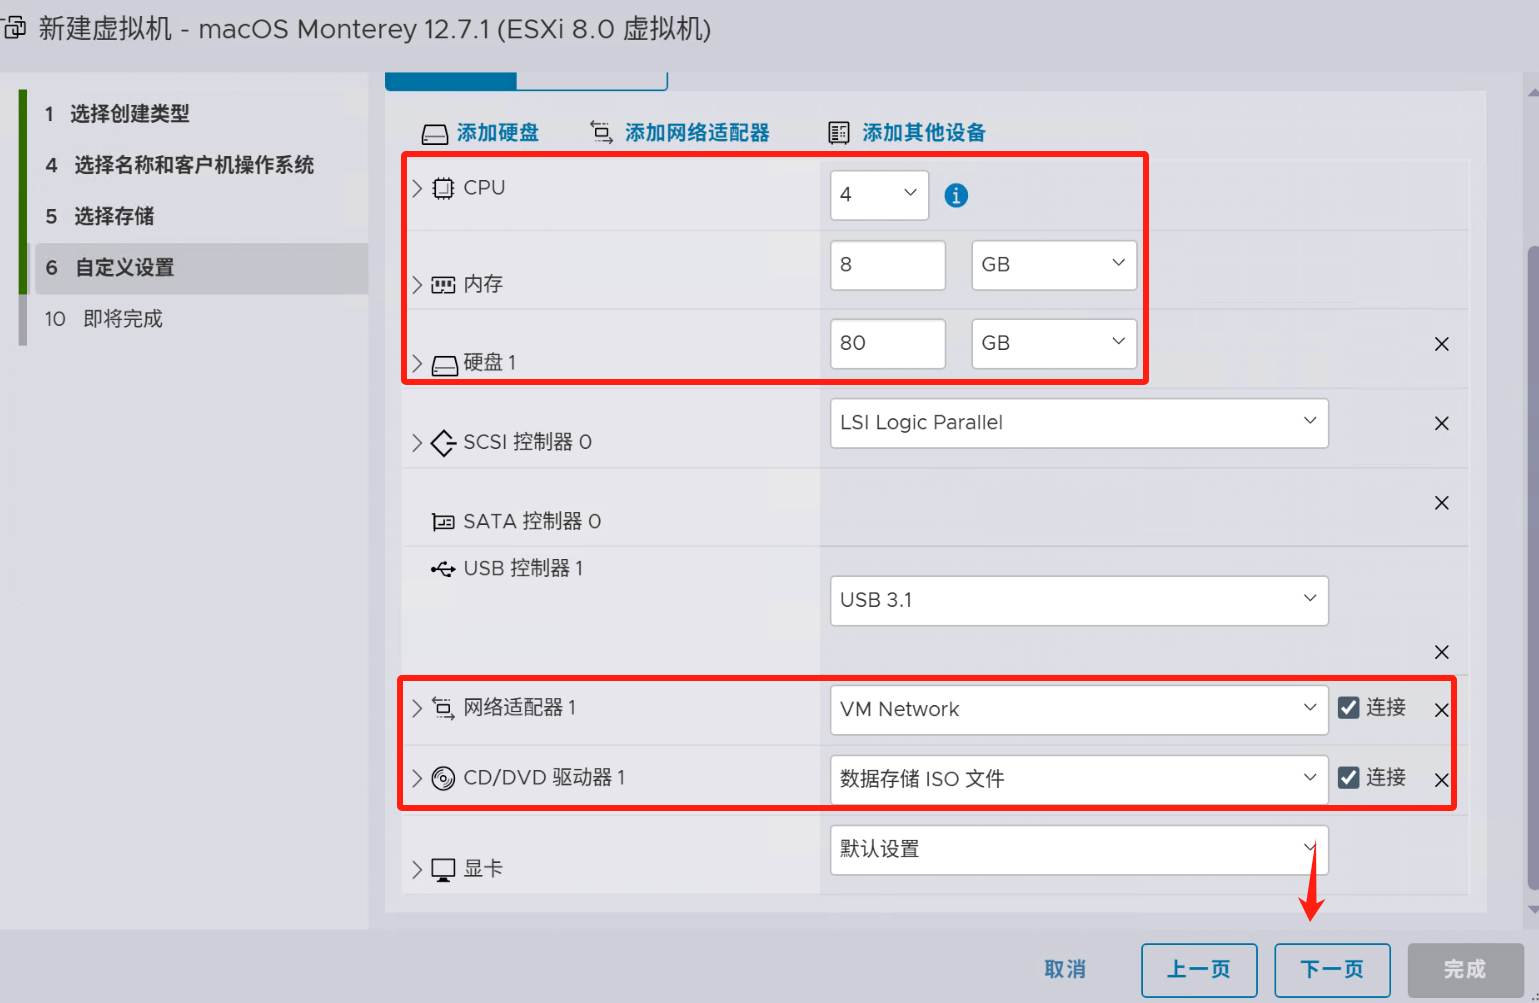 新建虚拟机 - macOS Monterey 12.7.1 (ESXi 8.0 虚拟机)
1 选择创建类型
4 选择名称和客户机操作系统
5 选择存储
6 自定义设置
10 即将完成
添加硬盘 添加网络适配器 添加其他设备
CPU 4
内存 8 GB
硬盘 1 80 GB
SCSI 控制器 0 LSI Logic Parallel
SATA 控制器 0
USB 控制器 1 USB 3.1
网络适配器 1 VM Network 连接
CD/DVD 驱动器 1 数据存储 ISO 文件 连接
显卡 默认设置
取消 上一页 下一页 完成